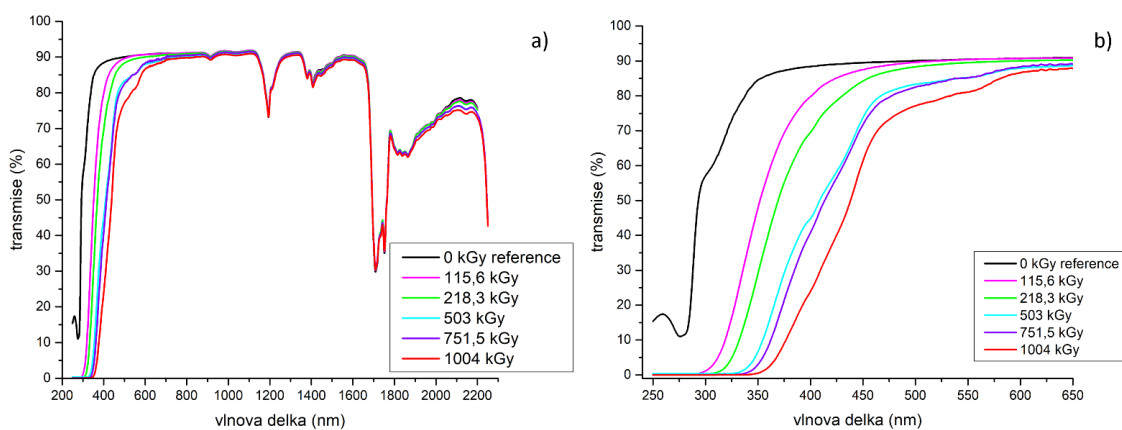 a)
transmise (%)
100
90
80
70
60
50
40
30
20
10
0
200 400 600 800 1000 1200 1400 1600 1800 2000 2200
vlnova delka (nm)
0 kGy reference
115,6 kGy
218,3 kGy
503 kGy
751,5 kGy
1004 kGy
b)
transmise (%)
100
90
80
70
60
50
40
30
20
10
0
250 300 350 400 450 500 550 600 650
vlnova delka (nm)
0 kGy reference
115,6 kGy
218,3 kGy
503 kGy
751,5 kGy
1004 kGy